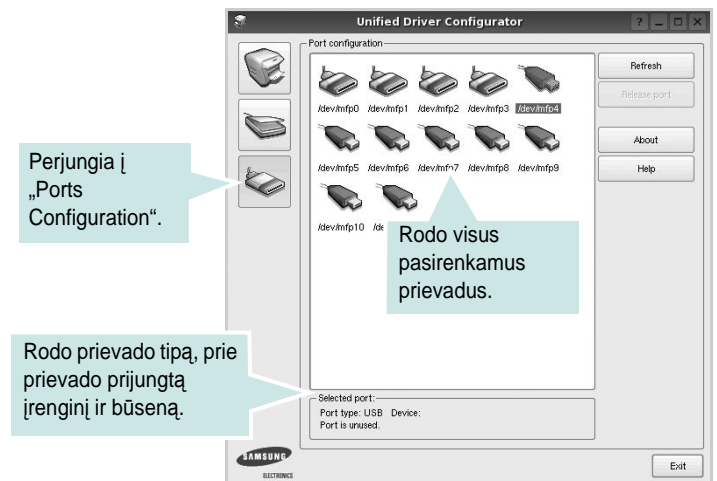 Unified Driver Configurator
Port configuration
/dev/mfp0 /dev/mfp1 /dev/mfp2 /dev/mfp3 /dev/mfp4
/dev/mfp5 /dev/mfp6 /dev/mfp7 /dev/mfp8 /dev/mfp9
/dev/mfp10
Refresh
Release port
About
Help
Perjungia į
„Ports
Configuration“.
Rodo visus
pasirenkamus
prievadus.
Rodo prievado tipą, prie
prievado prijungtą
įrenginį ir būseną.
Selected port:
Port type: USB Device:
Port is unused.
SAMSUNG
ELECTRONICS
Exit